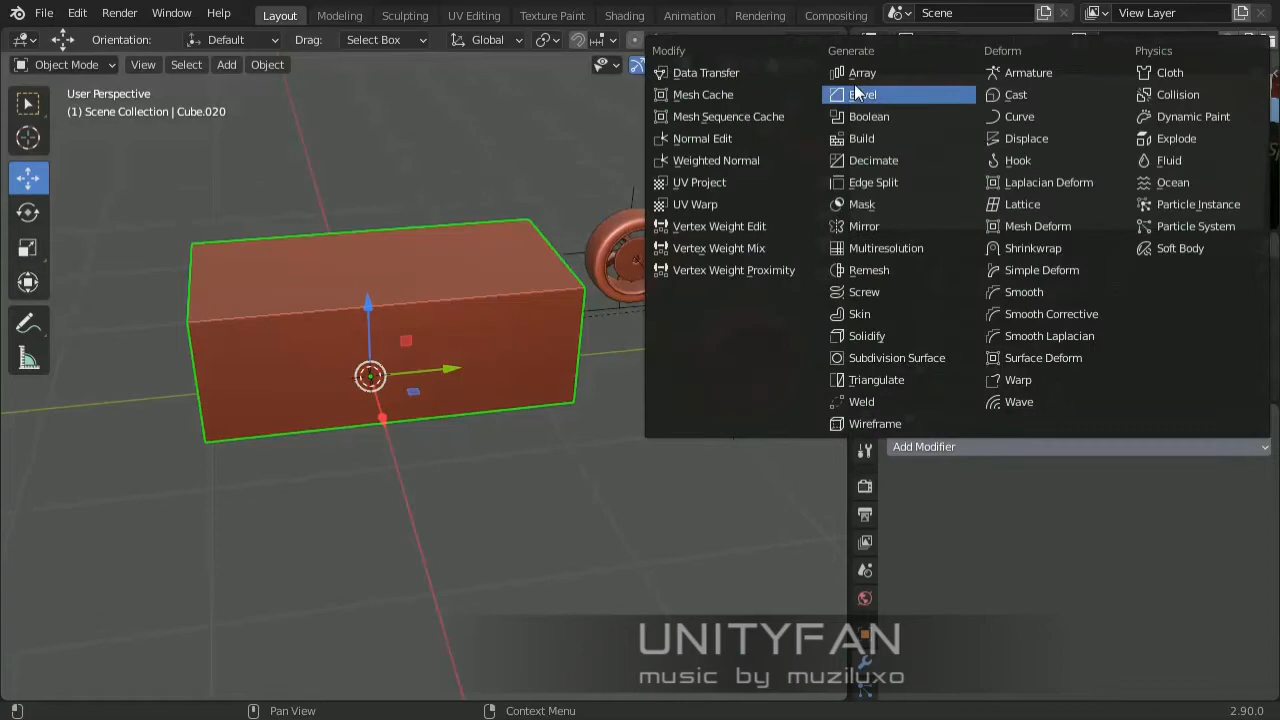 File Edit Render Window Help Layout Modeling Sculpting UV Editing Texture Paint Shading Animation Rendering Compositing Scene View Layer
Orientation: Default Drag: Select Box Global
Object Mode View Select Add Object
User Perspective
(1) Scene Collection | Cube.020
Modify
Data Transfer
Mesh Cache
Mesh Sequence Cache
Normal Edit
Weighted Normal
UV Project
UV Warp
Vertex Weight Edit
Vertex Weight Mix
Vertex Weight Proximity
Generate
Array
Bevel
Boolean
Build
Decimate
Edge Split
Mask
Mirror
Multiresolution
Remesh
Screw
Skin
Solidify
Subdivision Surface
Triangulate
Weld
Wireframe
Deform
Armature
Cast
Curve
Displace
Hook
Laplacian Deform
Lattice
Mesh Deform
Shrinkwrap
Simple Deform
Smooth
Smooth Corrective
Smooth Laplacian
Surface Deform
Warp
Wave
Physics
Cloth
Collision
Dynamic Paint
Explode
Fluid
Ocean
Particle Instance
Particle System
Soft Body
Add Modifier
UNITYFAN
music by muziluxo
Pan View Context Menu 2.90.0